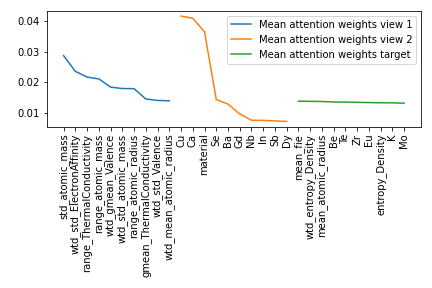 0.04
0.03
0.02
0.01
Mean attention weights view 1
Mean attention weights view 2
Mean attention weights target
std_atomic_mass
wtd_std_ElectronAffinity
range_ThermalConductivity
range_atomic_mass
wtd_gmean_Valence
wtd_std_atomic_mass
range_atomic_radius
gmean_ThermalConductivity
wtd_std_Valence
wtd_mean_atomic_radius
Cu
Ca
material
Se
Ba
Gd
Nb
In
Sb
Dy
mean_fie
wtd_entropy_Density
mean_atomic_radius
Be
Te
Zr
Eu
entropy_Density
K
Mo